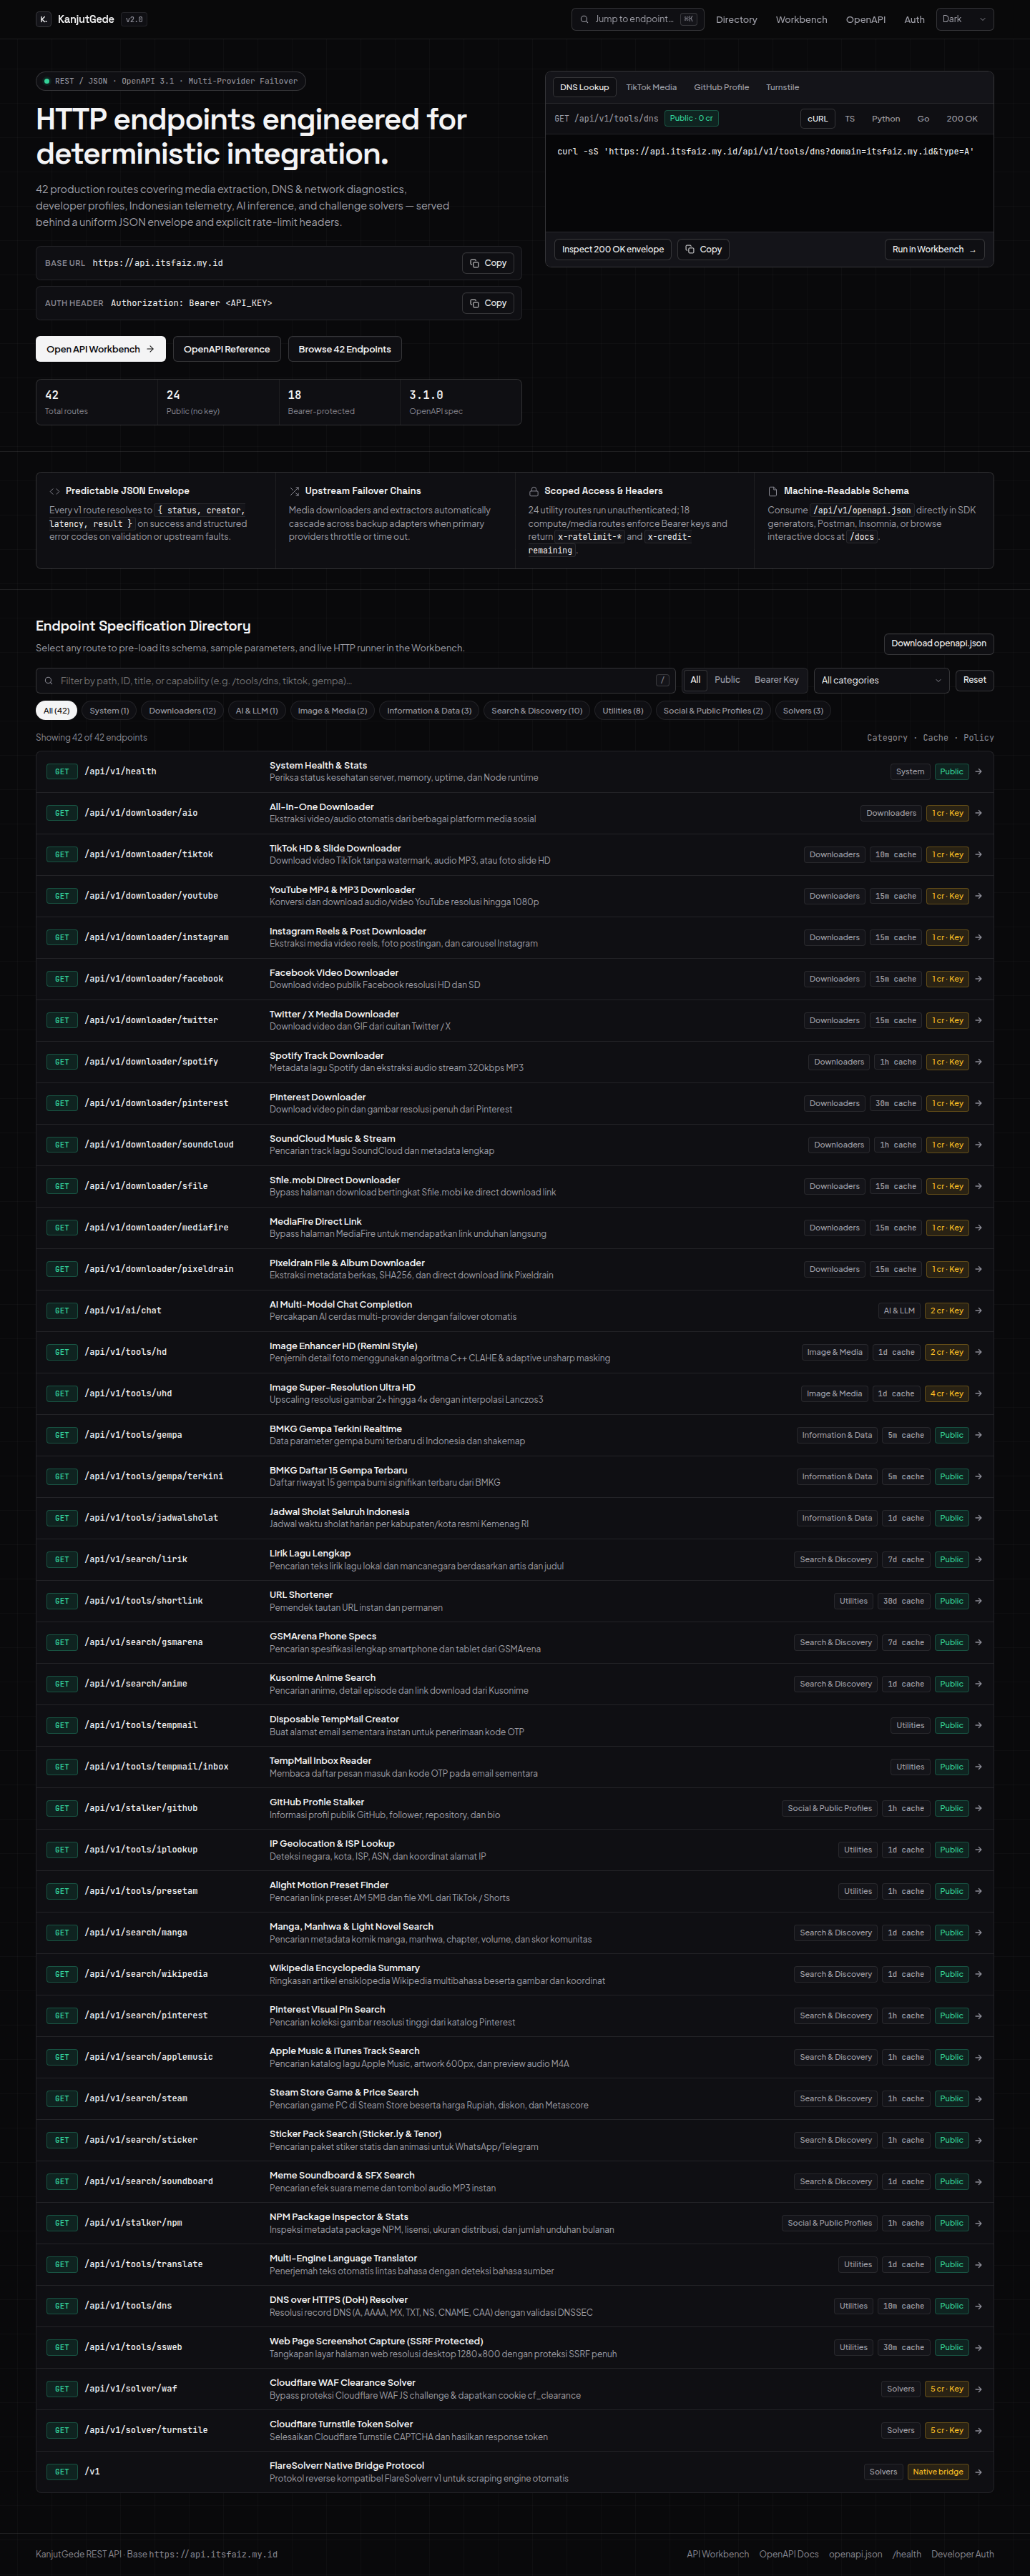 K. KanjutGede v2.0 Jump to endpoint... ⌘K Directory Workbench OpenAPI Auth Dark
REST / JSON · OpenAPI 3.1 · Multi-Provider Failover
HTTP endpoints engineered for
deterministic integration.
42 production routes covering media extraction, DNS & network diagnostics,
developer profiles, Indonesian telemetry, AI inference, and challenge solvers — served
behind a uniform JSON envelope and explicit rate-limit headers.
BASE URL https://api.itsfaiz.my.id Copy
AUTH HEADER Authorization: Bearer <API_KEY> Copy
Open API Workbench → OpenAPI Reference Browse 42 Endpoints
42 24 18 3.1.0
Total routes Public (no key) Bearer-protected OpenAPI spec
DNS Lookup TikTok Media GitHub Profile Turnstile
GET /api/v1/tools/dns Public · 0 cr cURL TS Python Go 200 OK
curl -sS 'https://api.itsfaiz.my.id/api/v1/tools/dns?domain=itsfaiz.my.id&type=A'
Inspect 200 OK envelope Copy Run in Workbench →
Predictable JSON Envelope
Every v1 route resolves to { status, creator,
latency, result } on success and structured
error codes on validation or upstream faults.
Upstream Failover Chains
Media downloaders and extractors automatically
cascade across backup adapters when primary
providers throttle or time out.
Scoped Access & Headers
24 utility routes run unauthenticated; 18
compute/media routes enforce Bearer keys and
return x-ratelimit-* and x-credit-
remaining.
Machine-Readable Schema
Consume /api/v1/openapi.json directly in SDK
generators, Postman, Insomnia, or browse
interactive docs at /docs.
Endpoint Specification Directory
Select any route to pre-load its schema, sample parameters, and live HTTP runner in the Workbench.
Download openapi.json
Filter by path, ID, title, or capability (e.g. /tools/dns, tiktok, gempa)... / All Public Bearer Key All categories Reset
All (42) System (1) Downloaders (12) AI & LLM (1) Image & Media (2) Information & Data (3) Search & Discovery (10) Utilities (8) Social & Public Profiles (2) Solvers (3)
Showing 42 of 42 endpoints Category · Cache · Policy
GET /api/v1/health System Health & Stats System Public →
Periksa status kesehatan server, memory, uptime, dan Node runtime
GET /api/v1/downloader/aio All-In-One Downloader Downloaders 1 cr · Key →
Ekstraksi video/audio otomatis dari berbagai platform media sosial
GET /api/v1/downloader/tiktok TikTok HD & Slide Downloader Downloaders 10m cache 1 cr · Key →
Download video TikTok tanpa watermark, audio MP3, atau foto slide HD
GET /api/v1/downloader/youtube YouTube MP4 & MP3 Downloader Downloaders 15m cache 1 cr · Key →
Konversi dan download audio/video YouTube resolusi hingga 1080p
GET /api/v1/downloader/instagram Instagram Reels & Post Downloader Downloaders 15m cache 1 cr · Key →
Ekstraksi media video reels, foto postingan, dan carousel Instagram
GET /api/v1/downloader/facebook Facebook Video Downloader Downloaders 15m cache 1 cr · Key →
Download video publik Facebook resolusi HD dan SD
GET /api/v1/downloader/twitter Twitter / X Media Downloader Downloaders 15m cache 1 cr · Key →
Download video dan GIF dari cuitan Twitter / X
GET /api/v1/downloader/spotify Spotify Track Downloader Downloaders 1h cache 1 cr · Key →
Metadata lagu Spotify dan ekstraksi audio stream 320kbps MP3
GET /api/v1/downloader/pinterest Pinterest Downloader Downloaders 30m cache 1 cr · Key →
Download video pin dan gambar resolusi penuh dari Pinterest
GET /api/v1/downloader/soundcloud SoundCloud Music & Stream Downloaders 1h cache 1 cr · Key →
Pencarian track lagu SoundCloud dan metadata lengkap
GET /api/v1/downloader/sfile Sfile.mobi Direct Downloader Downloaders 15m cache 1 cr · Key →
Bypass halaman download bertingkat Sfile.mobi ke direct download link
GET /api/v1/downloader/mediafire MediaFire Direct Link Downloaders 15m cache 1 cr · Key →
Bypass halaman MediaFire untuk mendapatkan link unduhan langsung
GET /api/v1/downloader/pixeldrain Pixeldrain File & Album Downloader Downloaders 15m cache 1 cr · Key →
Ekstraksi metadata berkas, SHA256, dan direct download link Pixeldrain
GET /api/v1/ai/chat AI Multi-Model Chat Completion AI & LLM 2 cr · Key →
Percakapan AI cerdas multi-provider dengan failover otomatis
GET /api/v1/tools/hd Image Enhancer HD (Remini Style) Image & Media 1d cache 2 cr · Key →
Penjernih detail foto menggunakan algoritma C++ CLAHE & adaptive unsharp masking
GET /api/v1/tools/uhd Image Super-Resolution Ultra HD Image & Media 1d cache 4 cr · Key →
Upscaling resolusi gambar 2× hingga 4× dengan interpolasi Lanczos3
GET /api/v1/tools/gempa BMKG Gempa Terkini Realtime Information & Data 5m cache Public →
Data parameter gempa bumi terbaru di Indonesia dan shakemap
GET /api/v1/tools/gempa/terkini BMKG Daftar 15 Gempa Terbaru Information & Data 5m cache Public →
Daftar riwayat 15 gempa bumi signifikan terbaru dari BMKG
GET /api/v1/tools/jadwalsholat Jadwal Sholat Seluruh Indonesia Information & Data 1d cache Public →
Jadwal waktu sholat harian per kabupaten/kota resmi Kemenag RI
GET /api/v1/search/lirik Lirik Lagu Lengkap Search & Discovery 7d cache Public →
Pencarian teks lirik lagu lokal dan mancanegara berdasarkan artis dan judul
GET /api/v1/tools/shortlink URL Shortener Utilities 30d cache Public →
Pemendek tautan URL instan dan permanen
GET /api/v1/search/gsmarena GSMArena Phone Specs Search & Discovery 7d cache Public →
Pencarian spesifikasi lengkap smartphone dan tablet dari GSMArena
GET /api/v1/search/anime Kusonime Anime Search Search & Discovery 1d cache Public →
Pencarian anime, detail episode dan link download dari Kusonime
GET /api/v1/tools/tempmail Disposable TempMail Creator Utilities Public →
Buat alamat email sementara instan untuk penerimaan kode OTP
GET /api/v1/tools/tempmail/inbox TempMail Inbox Reader Utilities Public →
Membaca daftar pesan masuk dan kode OTP pada email sementara
GET /api/v1/stalker/github GitHub Profile Stalker Social & Public Profiles 1h cache Public →
Informasi profil publik GitHub, follower, repository, dan bio
GET /api/v1/tools/iplookup IP Geolocation & ISP Lookup Utilities 1d cache Public →
Deteksi negara, kota, ISP, ASN, dan koordinat alamat IP
GET /api/v1/tools/presetam Alight Motion Preset Finder Utilities 1h cache Public →
Pencarian link preset AM 5MB dan file XML dari TikTok / Shorts
GET /api/v1/search/manga Manga, Manhwa & Light Novel Search Search & Discovery 1d cache Public →
Pencarian metadata komik manga, manhwa, chapter, volume, dan skor komunitas
GET /api/v1/search/wikipedia Wikipedia Encyclopedia Summary Search & Discovery 1d cache Public →
Ringkasan artikel ensiklopedia Wikipedia multibahasa beserta gambar dan koordinat
GET /api/v1/search/pinterest Pinterest Visual Pin Search Search & Discovery 1h cache Public →
Pencarian koleksi gambar resolusi tinggi dari katalog Pinterest
GET /api/v1/search/applemusic Apple Music & iTunes Track Search Search & Discovery 1h cache Public →
Pencarian katalog lagu Apple Music, artwork 600px, dan preview audio M4A
GET /api/v1/search/steam Steam Store Game & Price Search Search & Discovery 1h cache Public →
Pencarian game PC di Steam Store beserta harga Rupiah, diskon, dan Metascore
GET /api/v1/search/sticker Sticker Pack Search (Sticker.ly & Tenor) Search & Discovery 1h cache Public →
Pencarian paket stiker statis dan animasi untuk WhatsApp/Telegram
GET /api/v1/search/soundboard Meme Soundboard & SFX Search Search & Discovery 1d cache Public →
Pencarian efek suara meme dan tombol audio MP3 instan
GET /api/v1/stalker/npm NPM Package Inspector & Stats Social & Public Profiles 1h cache Public →
Inspeksi metadata package NPM, lisensi, ukuran distribusi, dan jumlah unduhan bulanan
GET /api/v1/tools/translate Multi-Engine Language Translator Utilities 1d cache Public →
Penerjemah teks otomatis lintas bahasa dengan deteksi bahasa sumber
GET /api/v1/tools/dns DNS over HTTPS (DoH) Resolver Utilities 10m cache Public →
Resolusi record DNS (A, AAAA, MX, TXT, NS, CNAME, CAA) dengan validasi DNSSEC
GET /api/v1/tools/ssweb Web Page Screenshot Capture (SSRF Protected) Utilities 30m cache Public →
Tangkapan layar halaman web resolusi desktop 1280×800 dengan proteksi SSRF penuh
GET /api/v1/solver/waf Cloudflare WAF Clearance Solver Solvers 5 cr · Key →
Bypass proteksi Cloudflare WAF JS challenge & dapatkan cookie cf_clearance
GET /api/v1/solver/turnstile Cloudflare Turnstile Token Solver Solvers 5 cr · Key →
Selesaikan Cloudflare Turnstile CAPTCHA dan hasilkan response token
GET /v1 FlareSolverr Native Bridge Protocol Solvers Native bridge →
Protokol reverse kompatibel FlareSolverr v1 untuk scraping engine otomatis
KanjutGede REST API · Base https://api.itsfaiz.my.id API Workbench OpenAPI Docs openapi.json /health Developer Auth